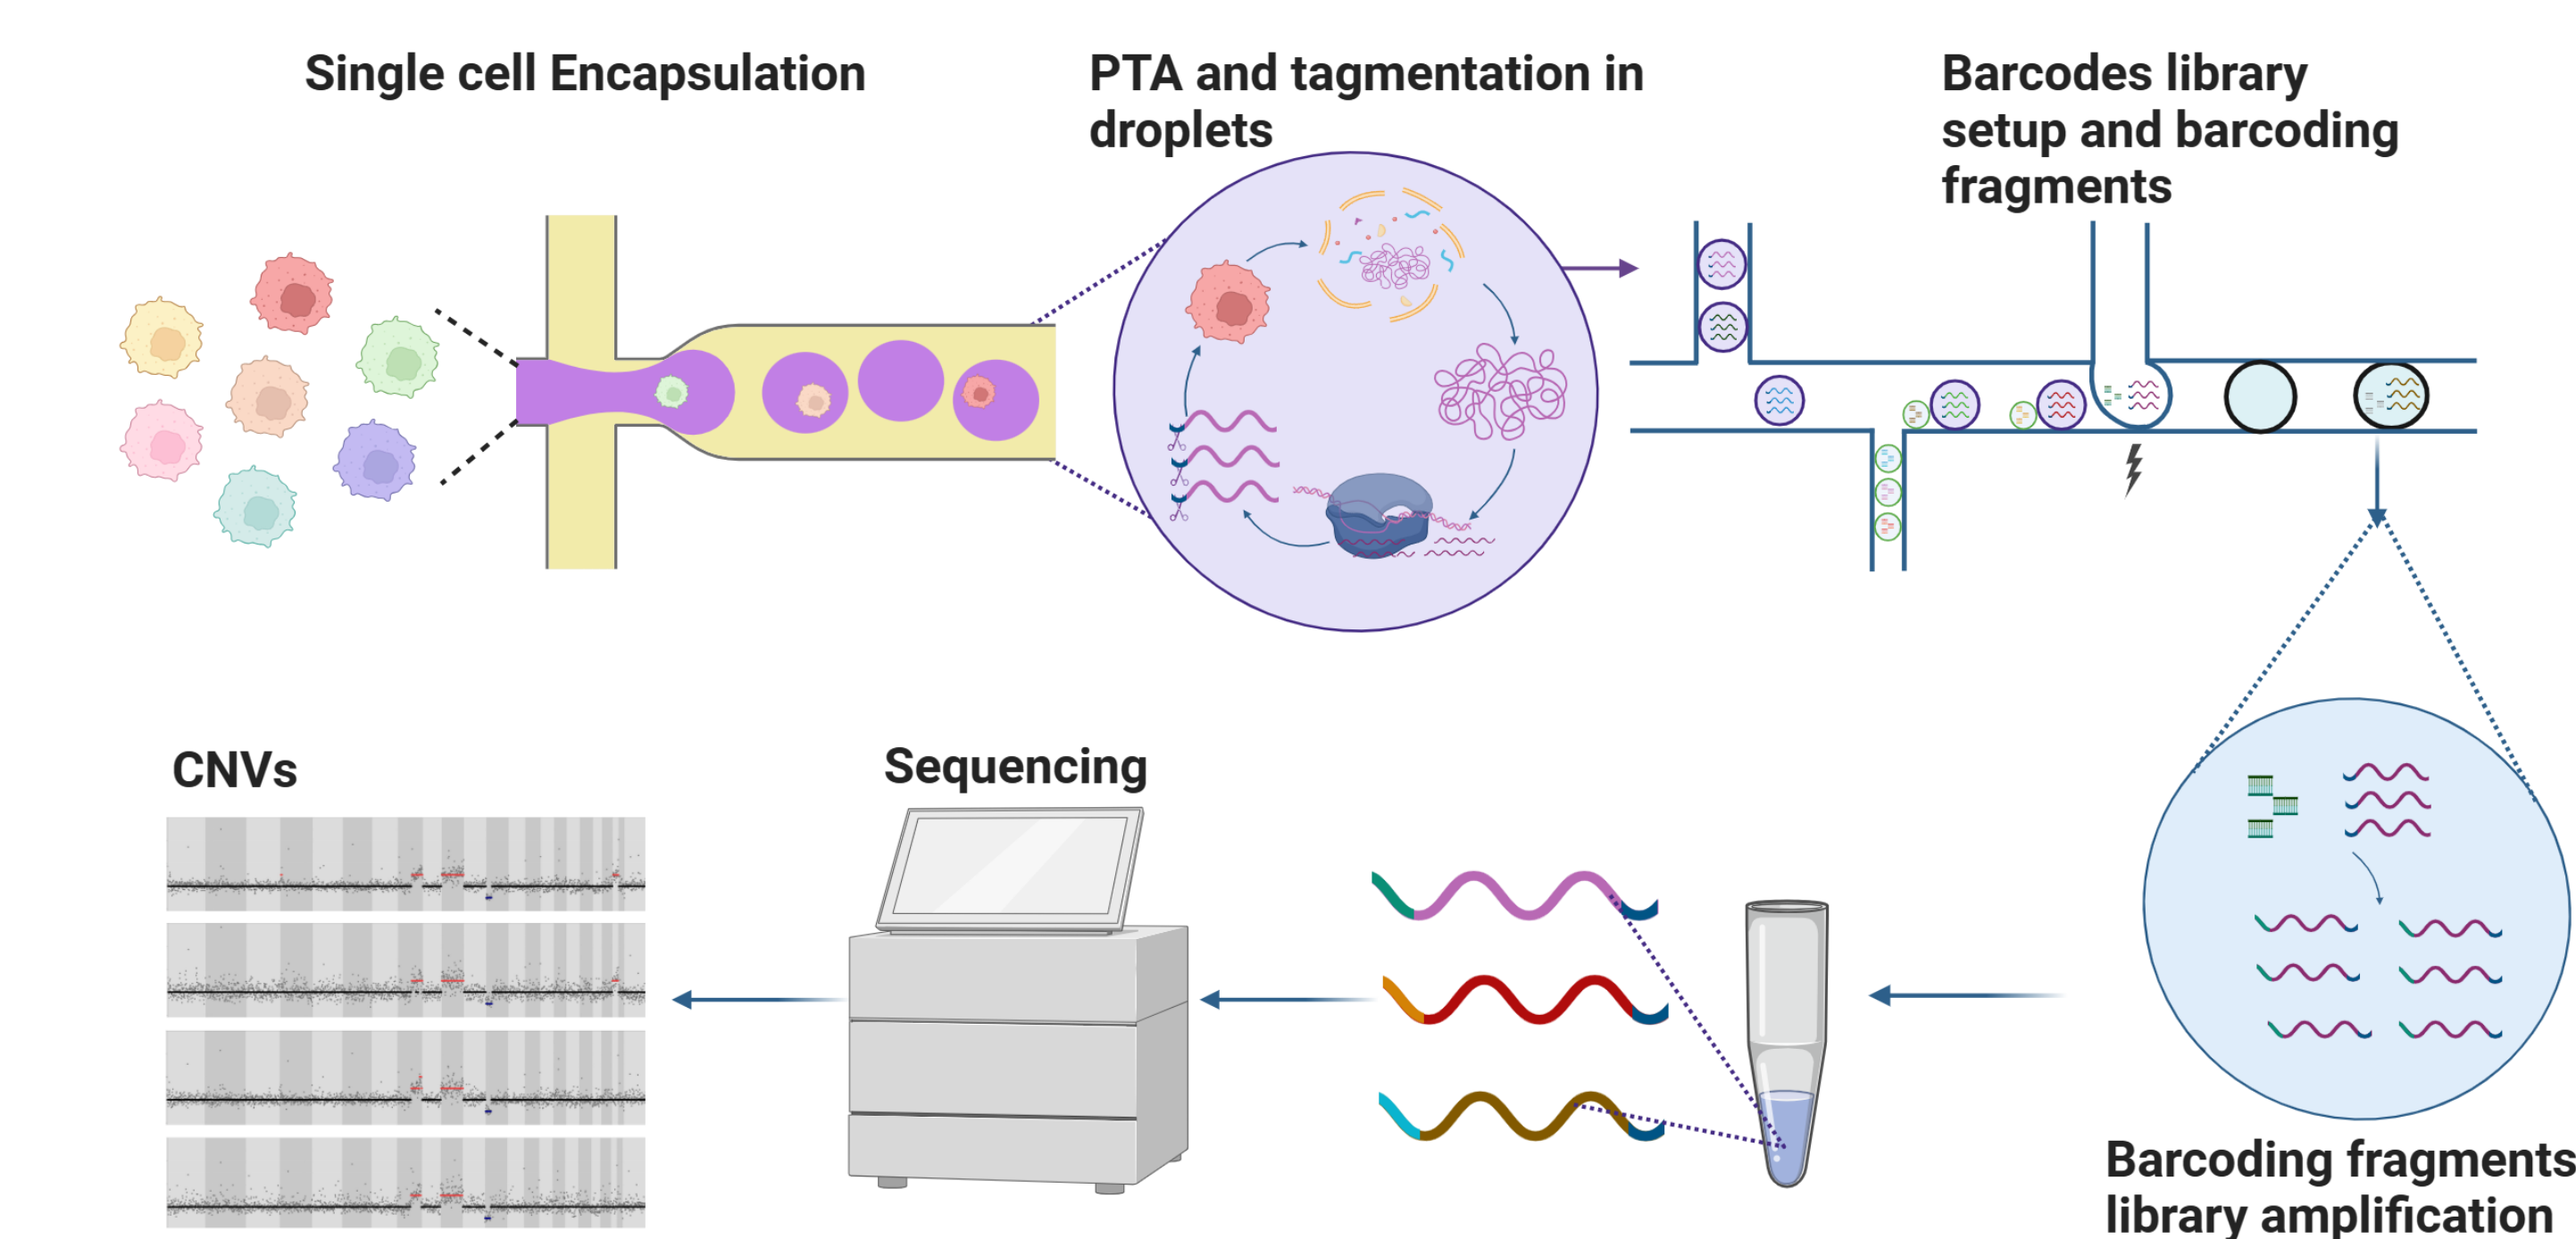 Single cell Encapsulation
PTA and tagmentation in
droplets
Barcodes library
setup and barcoding
fragments
CNVs
Sequencing
Barcoding fragments
library amplification